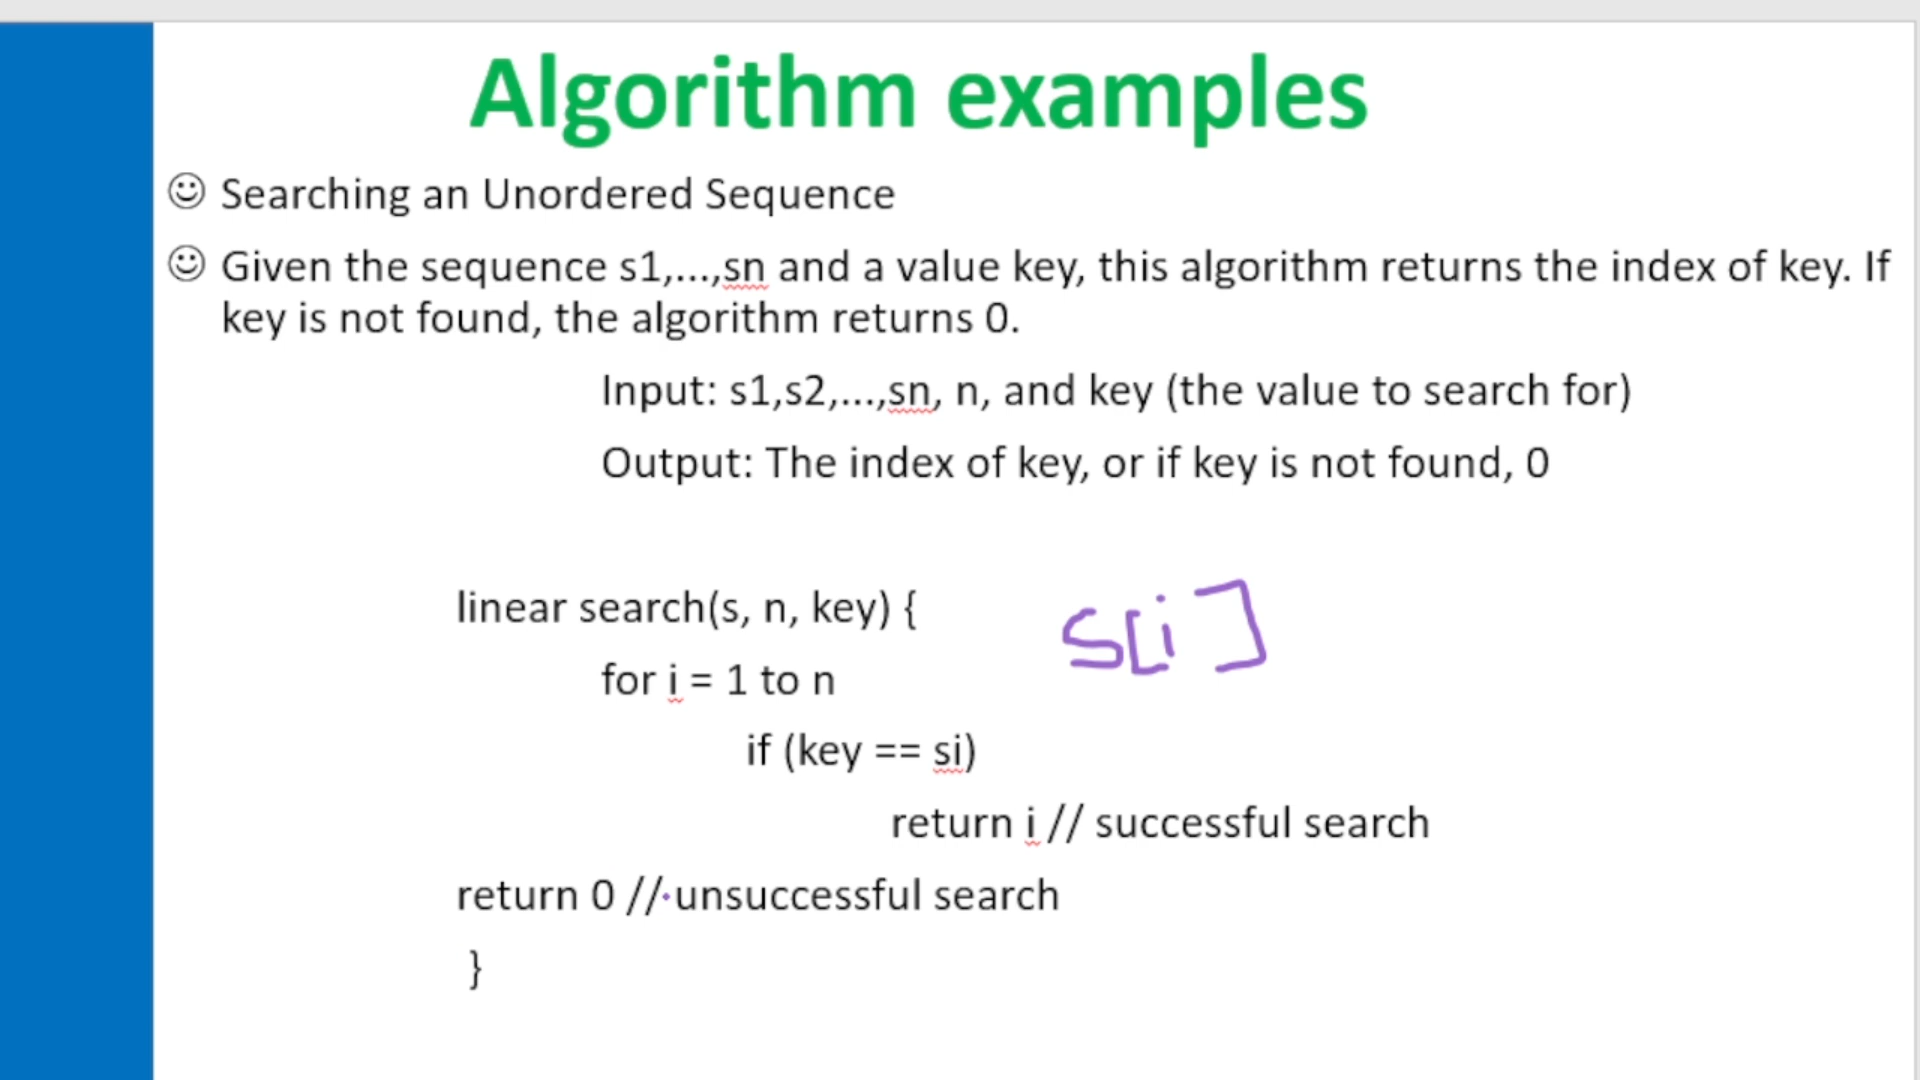 Algorithm examples
Searching an Unordered Sequence
Given the sequence s1,...,sn and a value key, this algorithm returns the index of key. If
key is not found, the algorithm returns 0.
Input: s1,s2,...,sn, n, and key (the value to search for)
Output: The index of key, or if key is not found, 0
linear search(s, n, key) {
S[i]
for i = 1 to n
if (key == si)
return i // successful search
return 0 // unsuccessful search
}